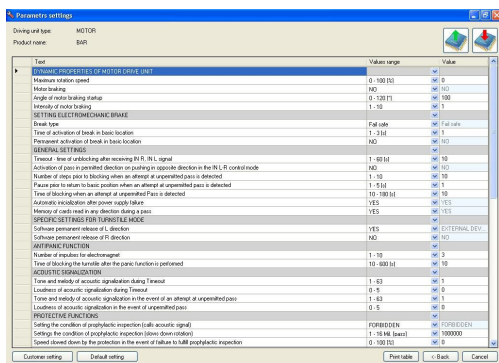 Parametrs settings
Driving unit type: MOTOR
Product name: BAR
Text Values range Value
DYNAMIC PROPERTIES OF MOTOR DRIVE UNIT
Maximum rotation speed 0 - 100 [%] 0
Motor braking NO NO
Angle of motor braking startup 0 - 120 [°] 100
Intensity of motor braking 1 - 10 1
SETTING ELECTROMECHANIC BRAKE
Break type Fail safe Fail safe
Time of activation of break in basic location 1 - 3 [s] 1
Permanent activation of break in basic location NO NO
GENERAL SETTINGS
Timeout - time of unblocking after receiving IN R, IN L signal 1 - 60 [s] 10
Activation of pass in permitted direction on pushing in opposite direction in the IN L-R control mode NO NO
Number of steps prior to blocking when an attempt at unpermitted pass is detected 1 - 10 10
Pause prior to return to basic position when an attempt at unpermitted pass is detected 1 - 5 [s] 1
Time of blocking when an attempt at unpermitted Pass is detected 10 - 180 [s] 10
Automatic inicialization after power supply failure YES YES
Memory of cards read in any direction during a pass YES YES
SPECIFIC SETTINGS FOR TURNSTILE MODE
Software permanent release of L direction YES EXTERNAL DEV...
Software permanent release of R direction NO NO
ANTIPANIC FUNCTION
Number of impulses for electromagnet 1 - 10 3
Time of blocking the turnstile after the panic function is performed 10 - 600 [s] 10
ACOUSTIC SIGNALIZATION
Tone and melody of acoustic signalization during Timeout 1 - 63 1
Loudness of acoustic signalization during Timeout 0 - 5 0
Tome and melody of acoustic signalization in the event of an attempt of unpermitted pass 1 - 63 1
Loudness of acoustic signalization in the event of unpermitted pass 0 - 5 0
PROTECTIVE FUNCTIONS
Setting the condition of prophylactic inspection (calls acoustic signal) FORBIDDEN FORBIDDEN
Settings the condition of prophylactic inspection (slows down rotation) 1 - 16 Mil. [pass] 1000000
Speed slowed down by the protection in the event of failure to fulfill prophylactic inspection 0 - 100 [%] 0
Customer setting Default setting Print table <- Back Cancel